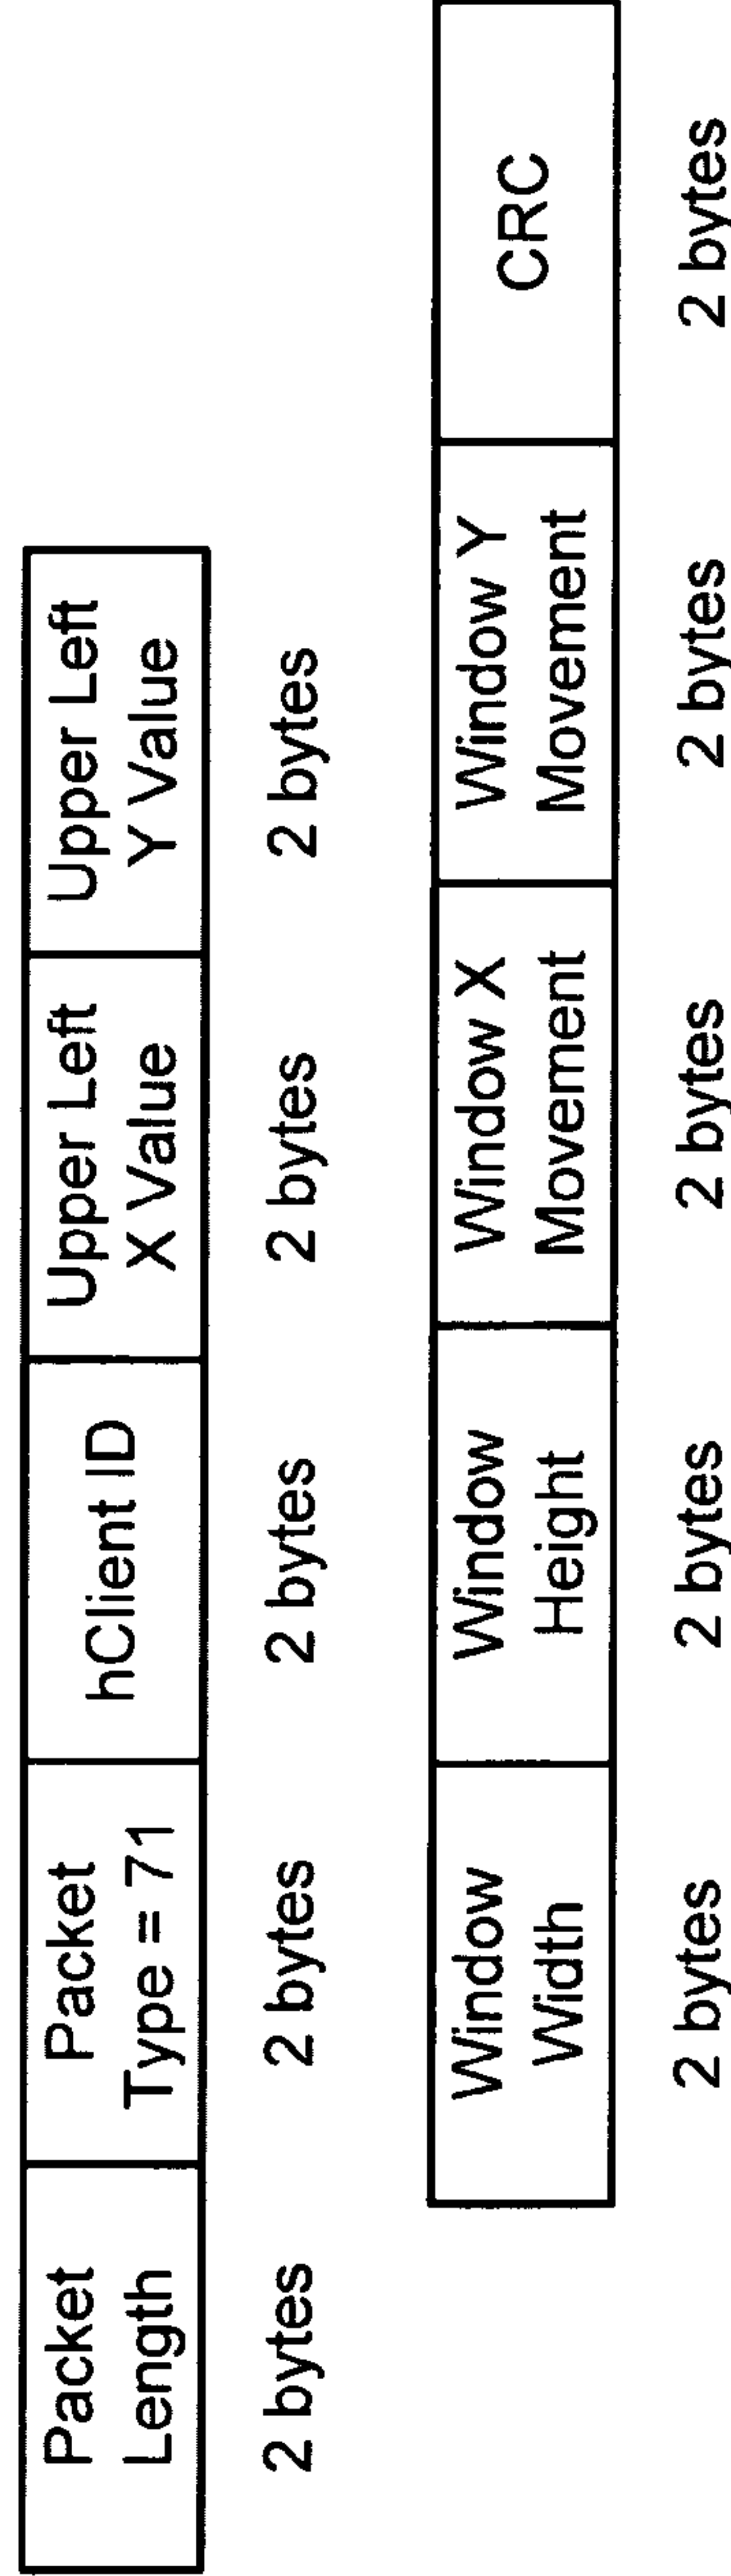 Packet
Length
Packet
Type = 71
hClient ID
Upper Left
X Value
Upper Left
Y Value
2 bytes
2 bytes
2 bytes
2 bytes
2 bytes
Window
Width
Window
Height
Window X
Movement
Window Y
Movement
CRC
2 bytes
2 bytes
2 bytes
2 bytes
2 bytes